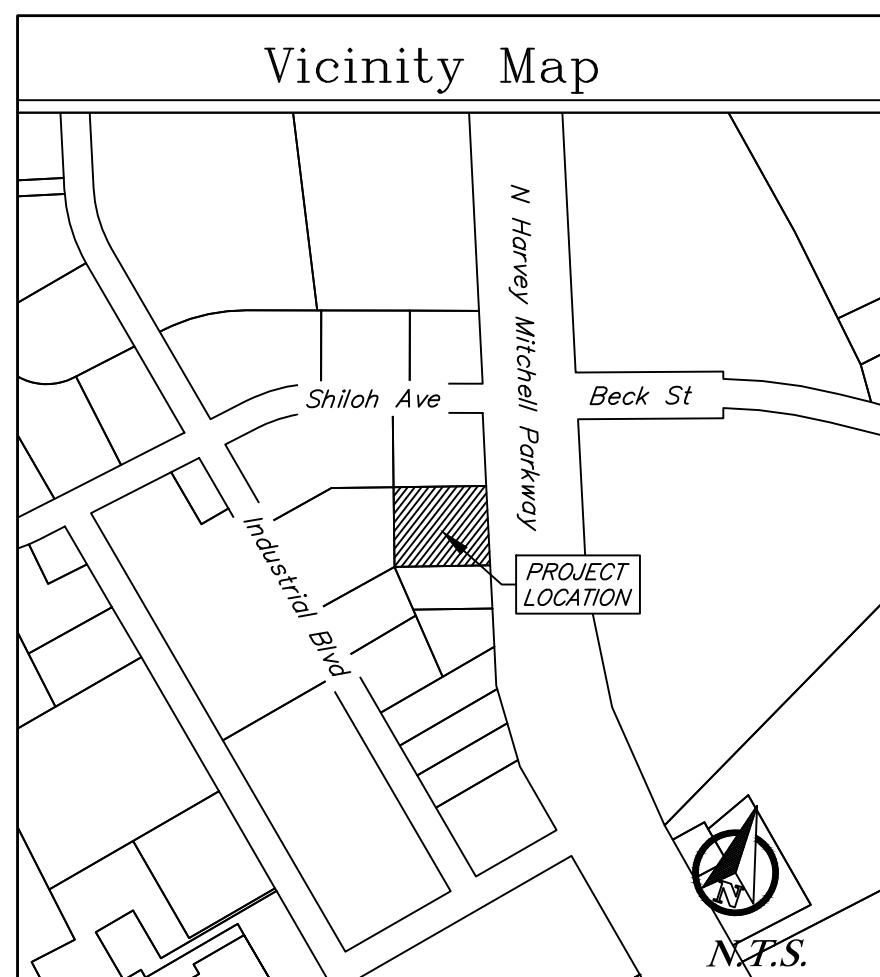 Vicinity Map
N Harvey Mitchell Parkway
Shiloh Ave
Beck St
Industrial Blvd
PROJECT
LOCATION
N
N.T.S.